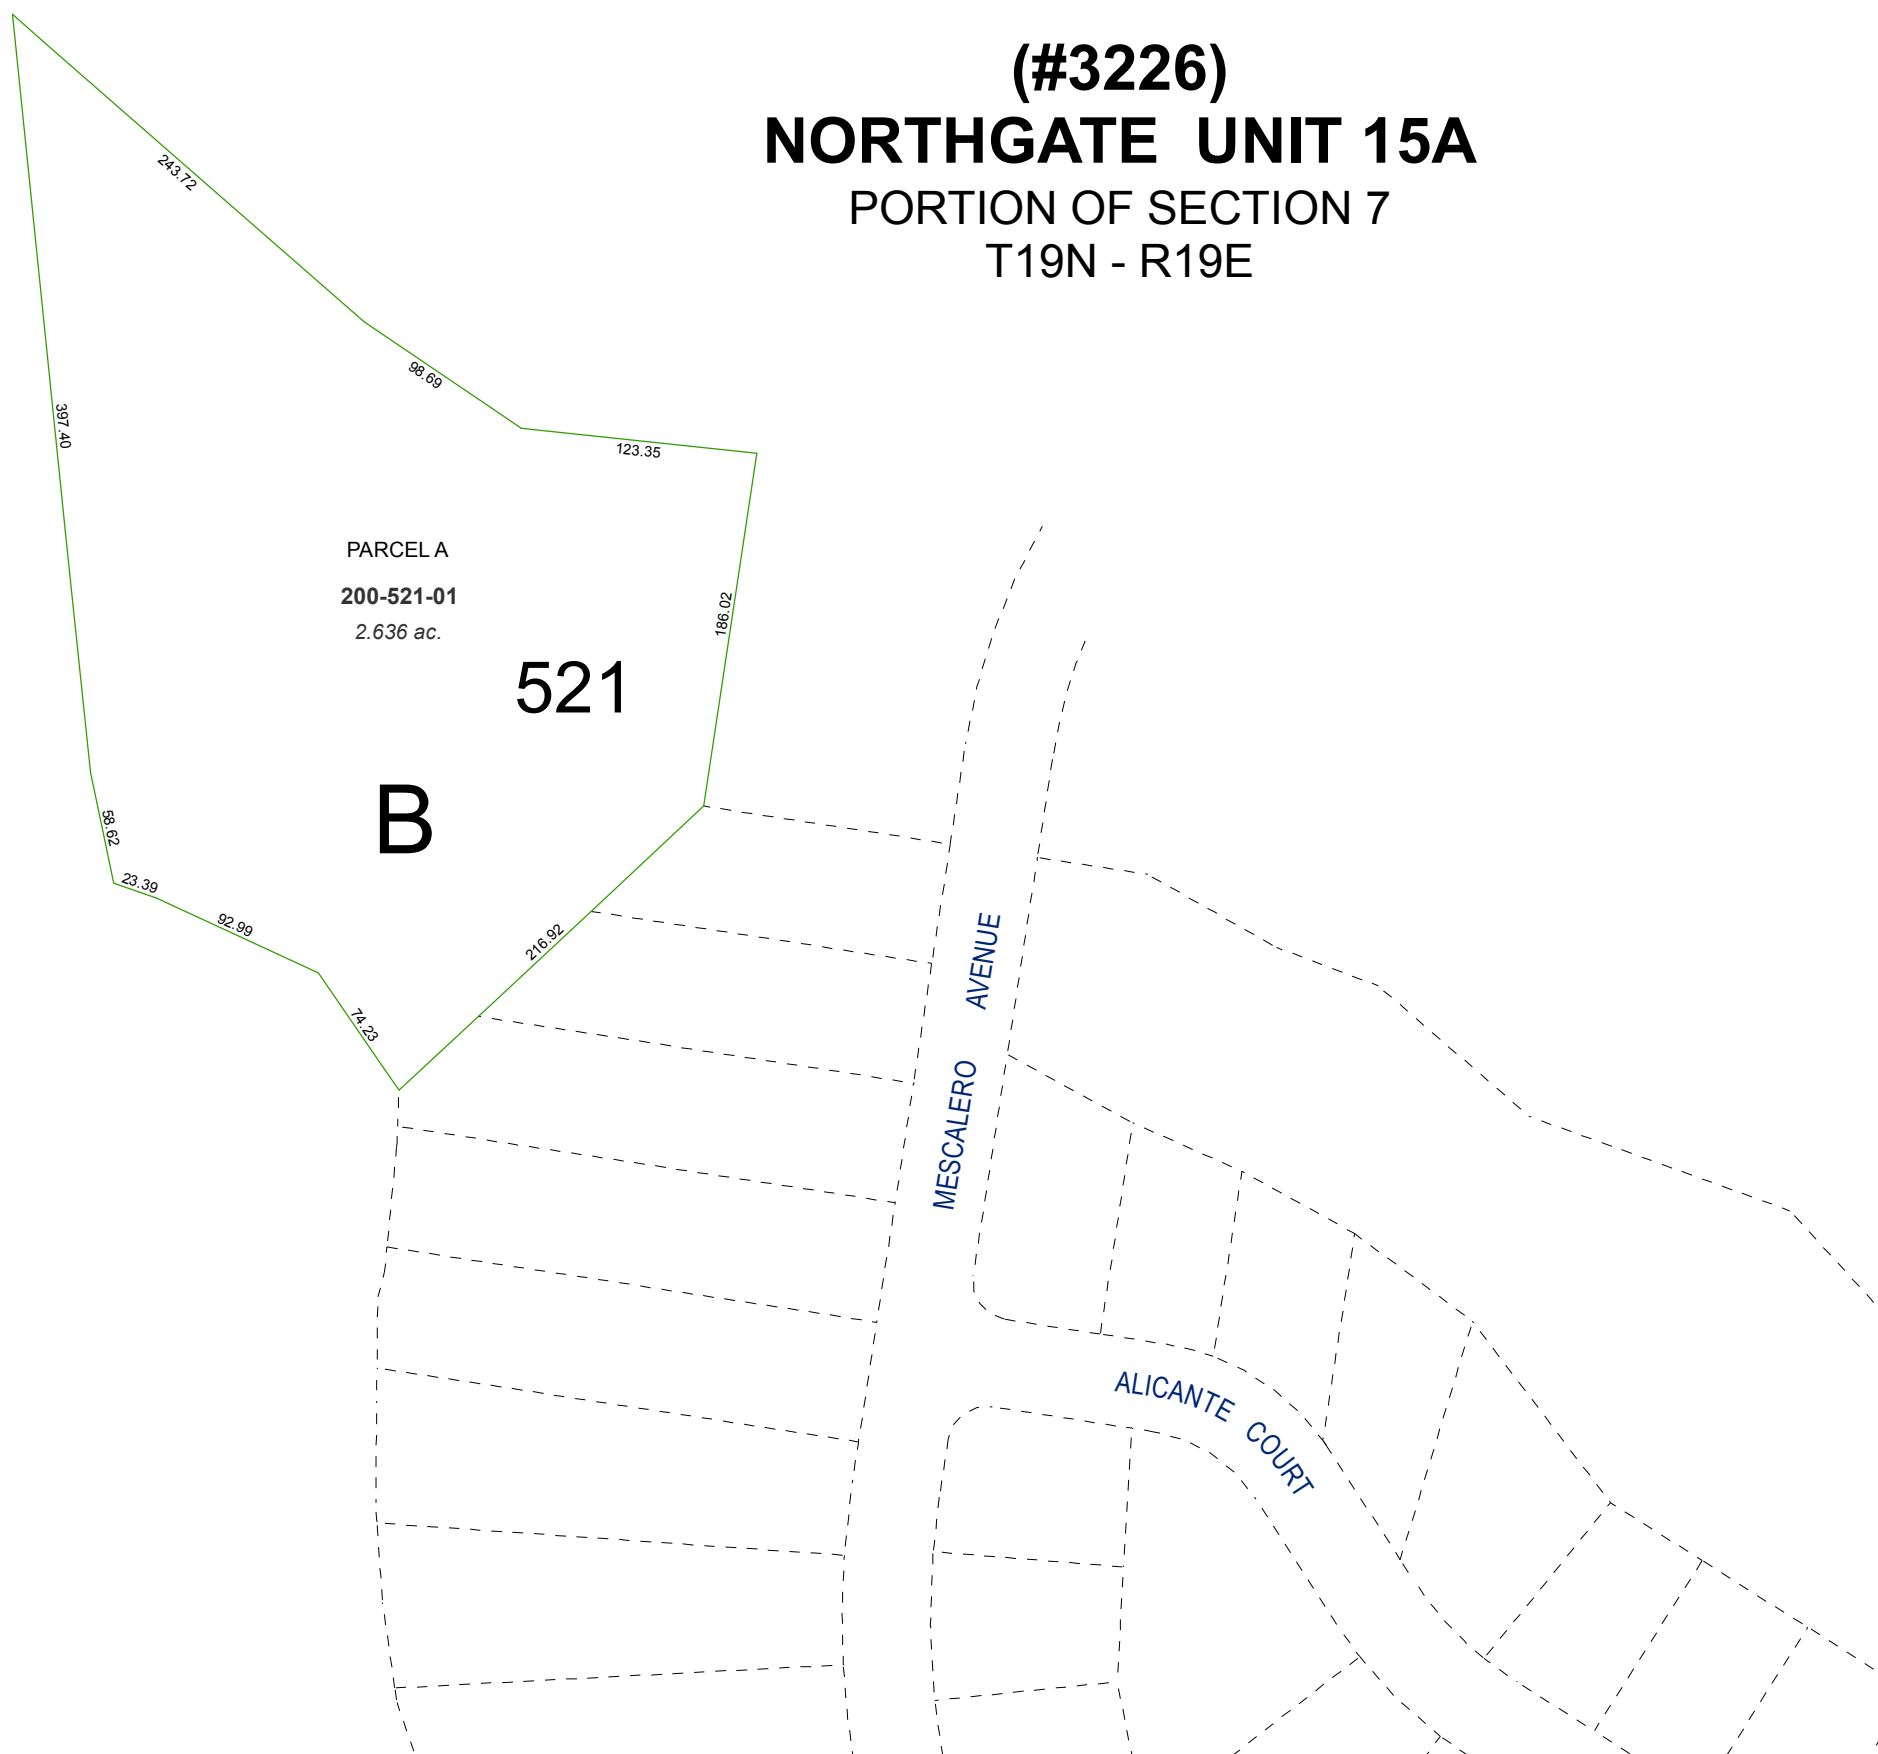 (#3226)
NORTHGATE UNIT 15A
PORTION OF SECTION 7
T19N - R19E
243.72
98.69
123.35
397.40
186.02
PARCEL A
200-521-01
2.636 ac.
521
B
58.62
23.39
92.99
216.92
74.23
MESCALERO AVENUE
ALICANTE COURT